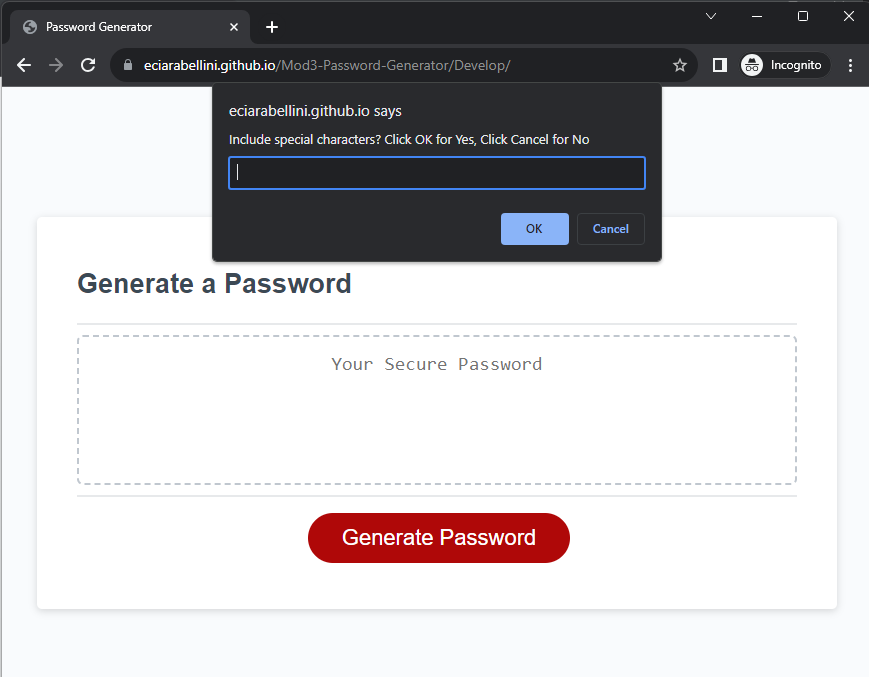 Password Generator
eciarabellini.github.io/Mod3-Password-Generator/Develop/
Incognito
eciarabellini.github.io says
Include special characters? Click OK for Yes, Click Cancel for No
OK
Cancel
Generate a Password
Your Secure Password
Generate Password